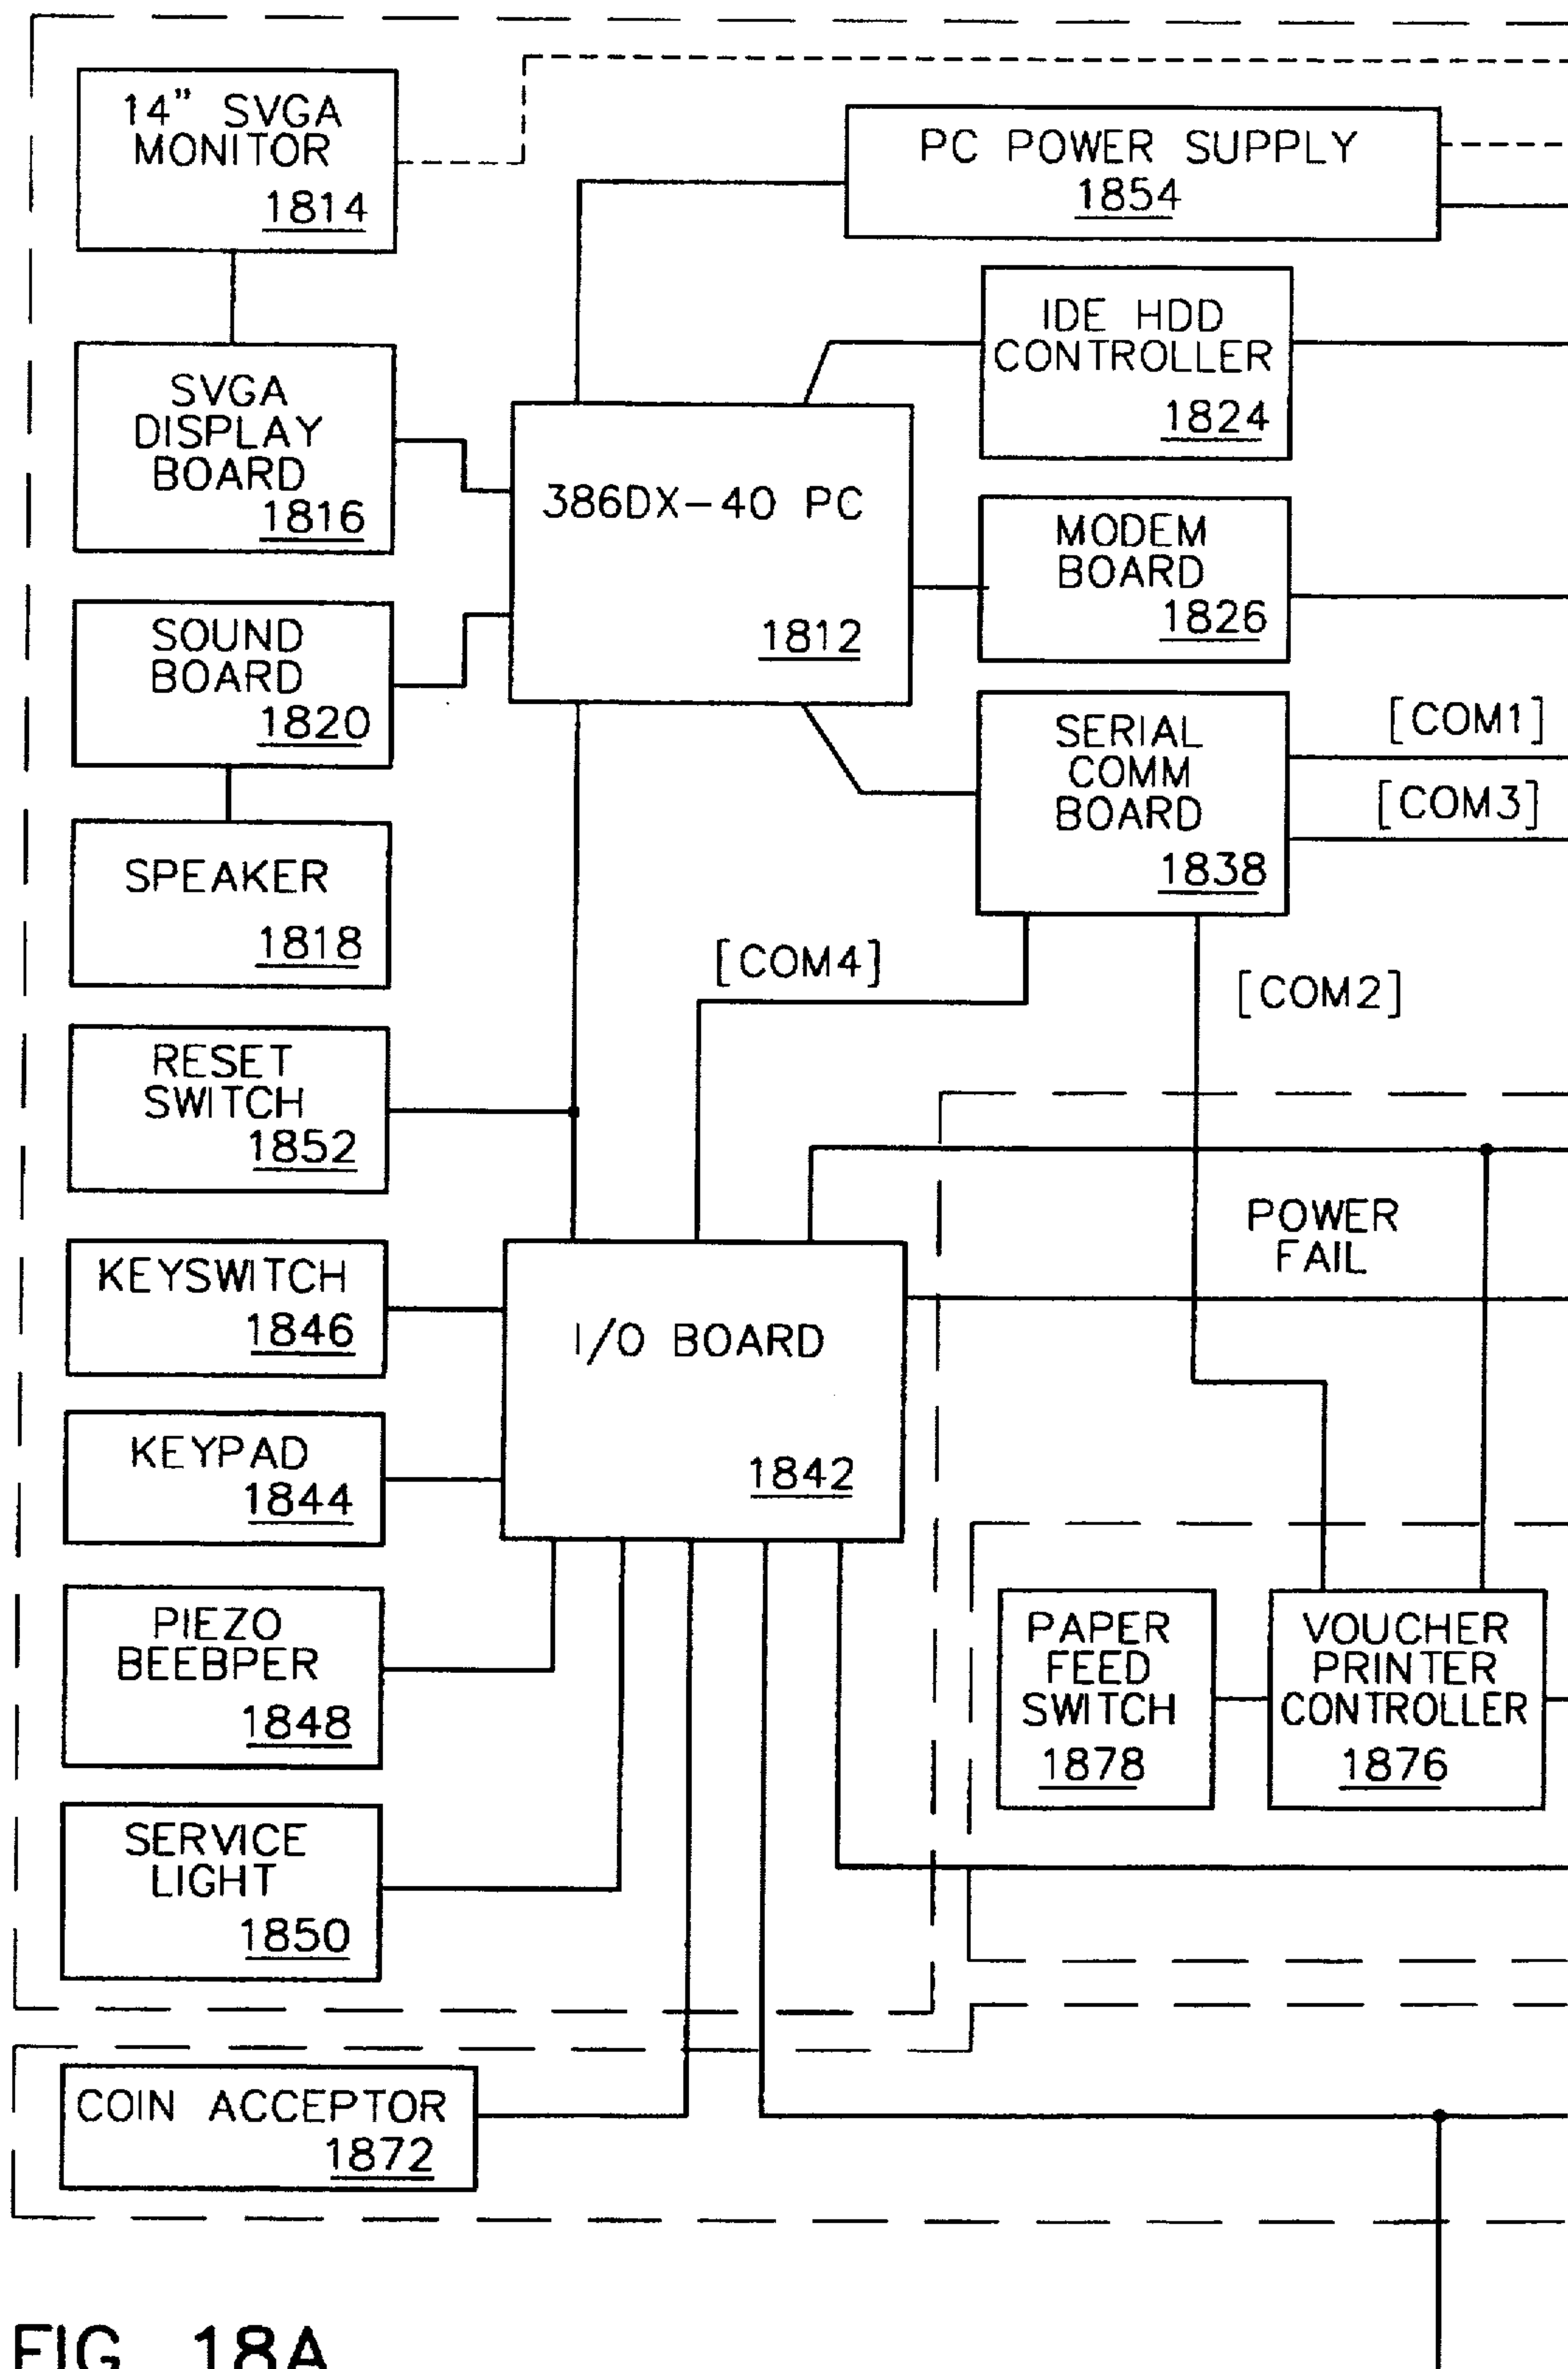 14” SVGA
MONITOR
1814
PC POWER SUPPLY
1854
IDE HDD
CONTROLLER
1824
SVGA
DISPLAY
BOARD
1816
386DX-40 PC
1812
MODEM
BOARD
1826
SOUND
BOARD
1820
SERIAL
COMM
BOARD
1838
[COM1]
[COM3]
SPEAKER
1818
[COM4]
[COM2]
RESET
SWITCH
1852
POWER
FAIL
KEYSWITCH
1846
I/O BOARD
1842
KEYPAD
1844
PIEZO
BEEBPER
1848
PAPER
FEED
SWITCH
1878
VOUCHER
PRINTER
CONTROLLER
1876
SERVICE
LIGHT
1850
COIN ACCEPTOR
1872
FIG. 18A